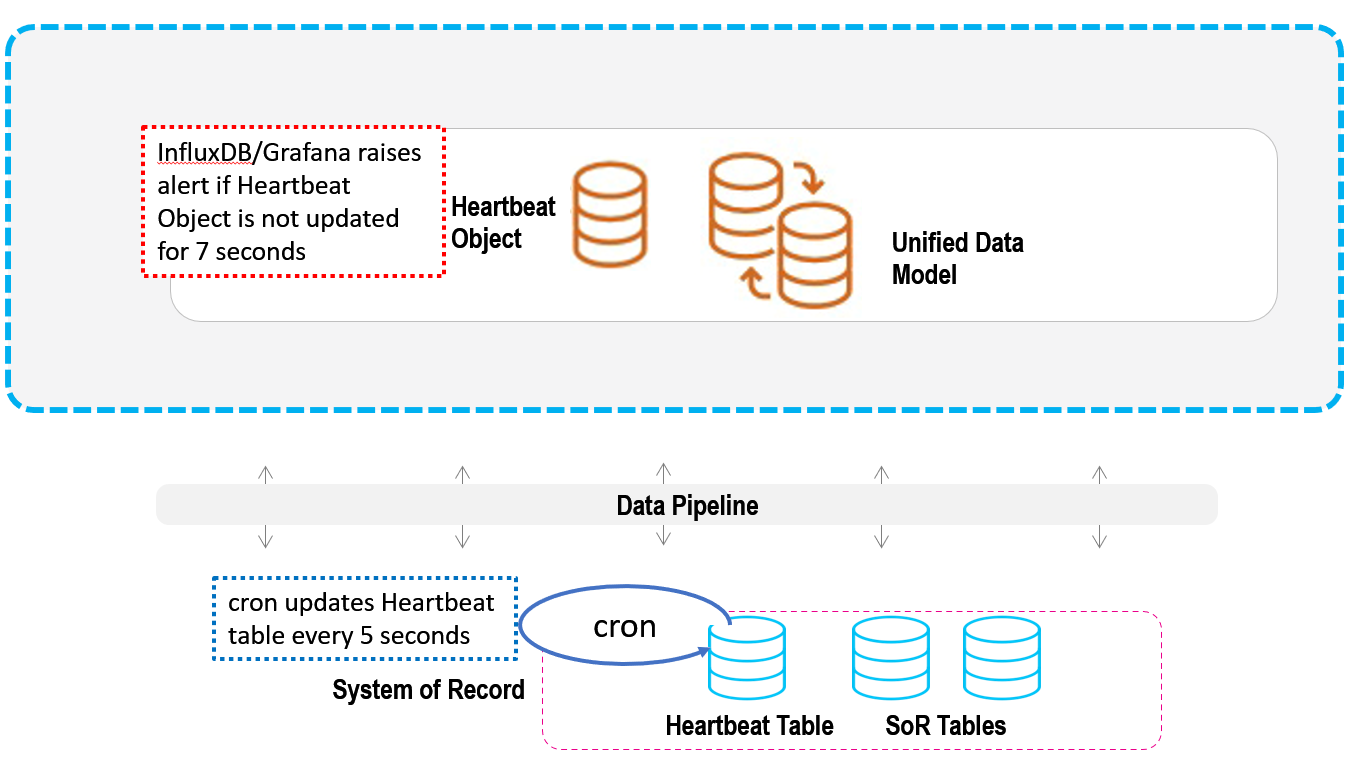 InfluxDB/Grafana raises
alert if Heartbeat
Object is not updated
for 7 seconds
Heartbeat
Object
Unified Data
Model
Data Pipeline
cron updates Heartbeat
table every 5 seconds
cron
System of Record
Heartbeat Table
SoR Tables